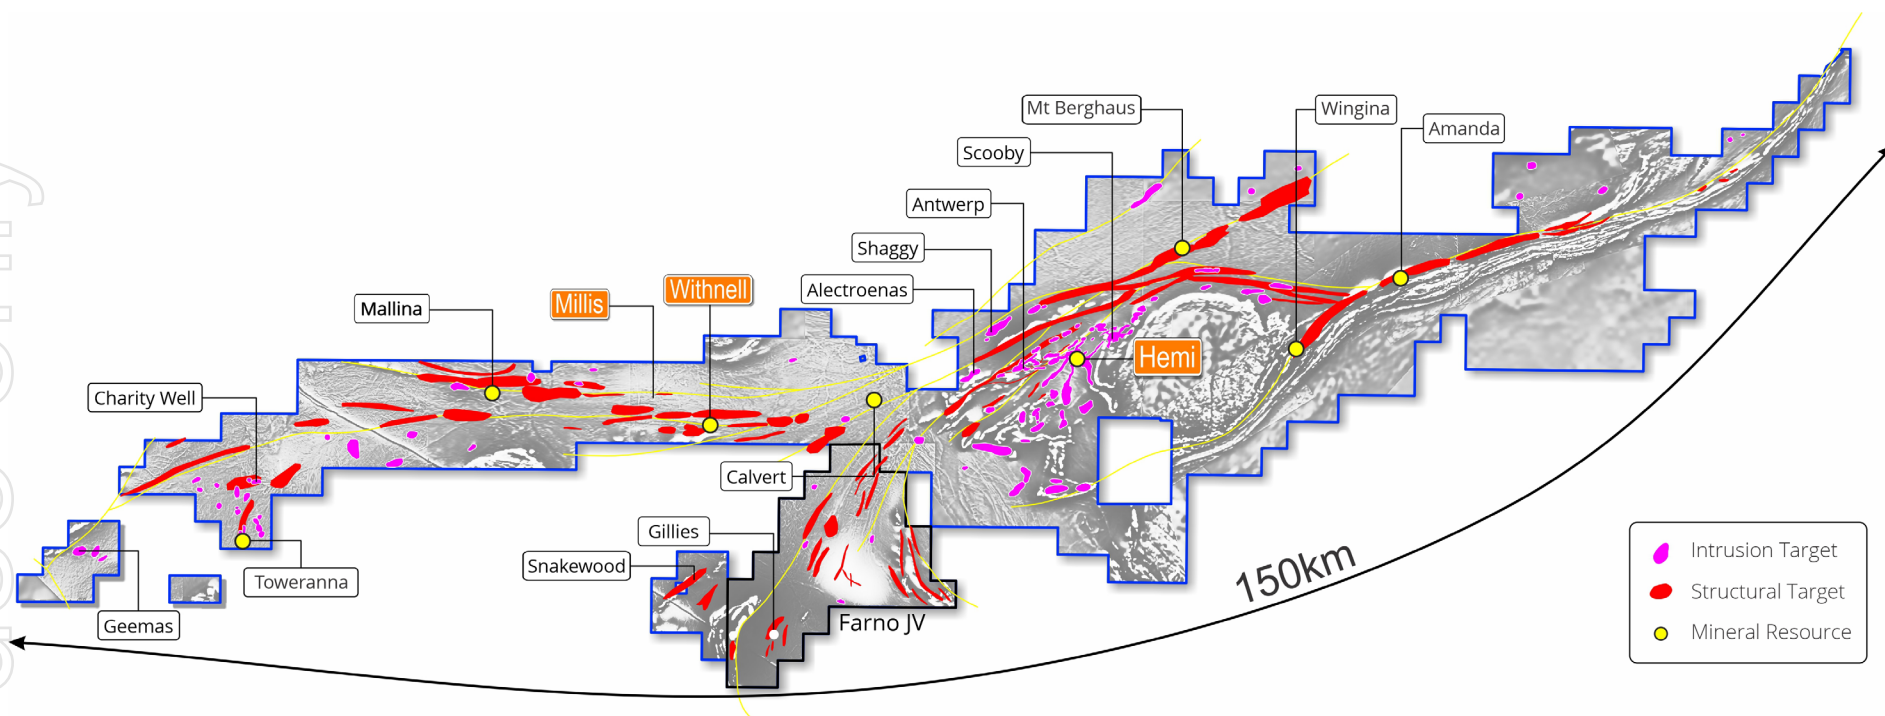 Mt Berghaus
Wingina
Amanda
Scooby
Antwerp
Shaggy
Alectroenas
Withnell
Millis
Mallina
Hemi
Charity Well
Calvert
Gillies
Snakewood
Toweranna
Geemas
Farno JV
150km
Intrusion Target
Structural Target
Mineral Resource